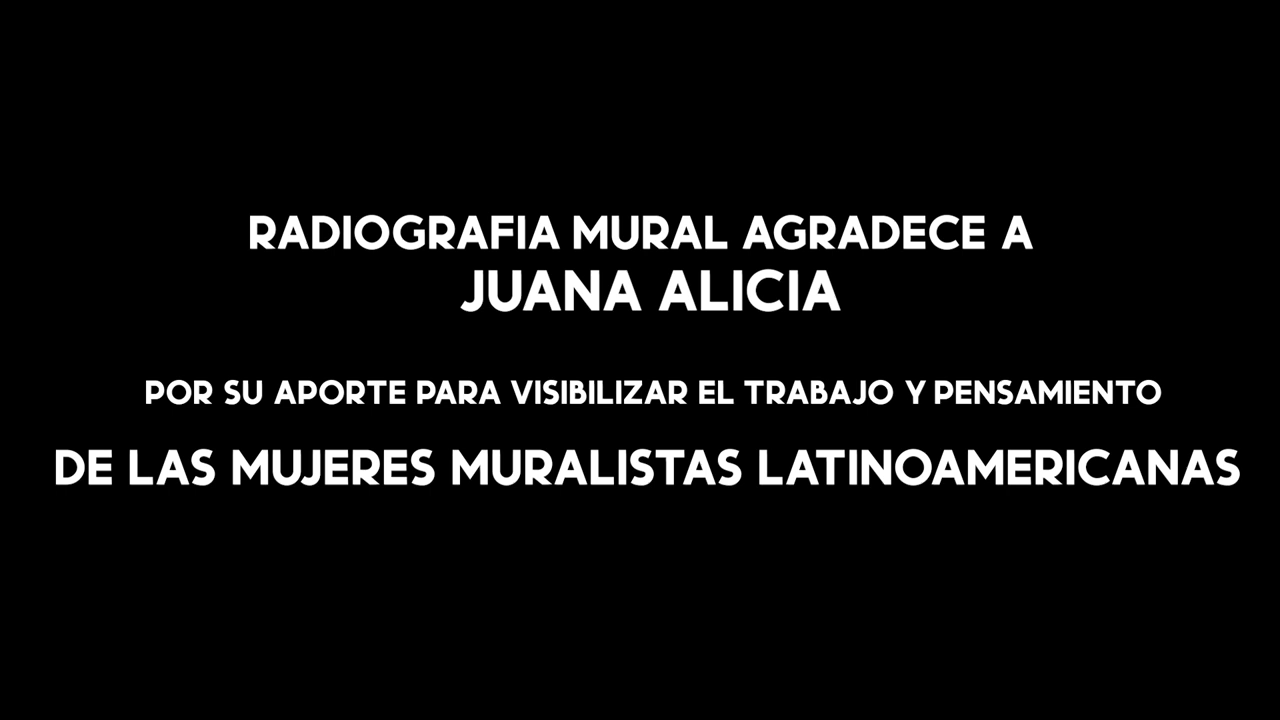 RADIOGRAFIA MURAL AGRADECE A
JUANA ALICIA
POR SU APORTE PARA VISIBILIZAR EL TRABAJO Y PENSAMIENTO
DE LAS MUJERES MURALISTAS LATINOAMERICANAS